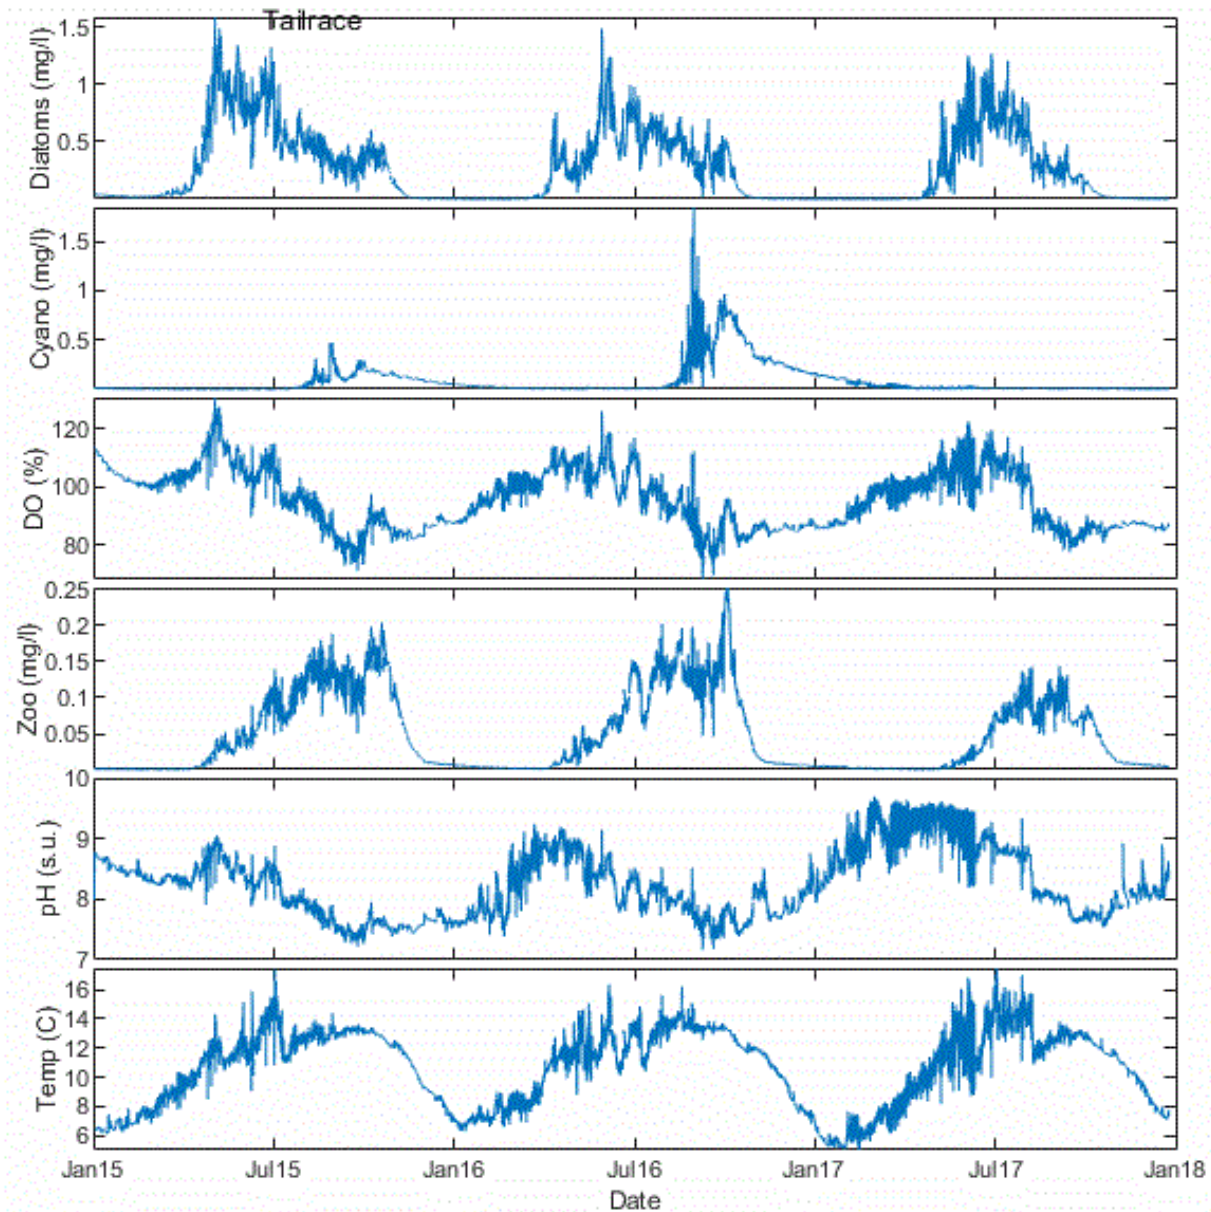 Tailrace
Diatoms (mg/l)
1.5
1
0.5
Cyano (mg/l)
1.5
1
0.5
DO (%)
120
100
80
Zoo (mg/l)
0.25
0.2
0.15
0.1
0.05
pH (s.u.)
10
9
8
7
Temp (C)
16
14
12
10
8
6
Jan15 Jul15 Jan16 Jul16 Jan17 Jul17 Jan18
Date